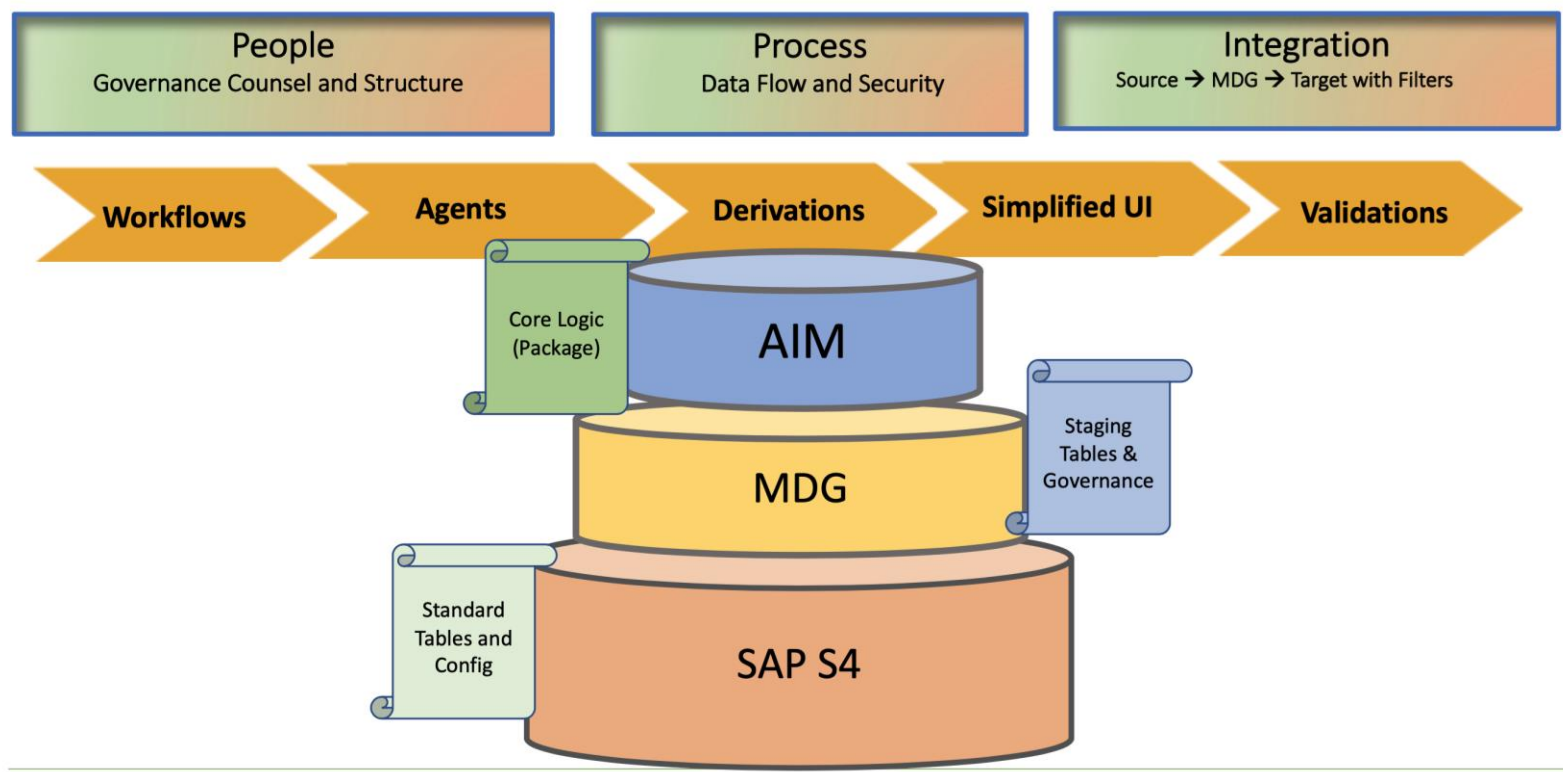 People
Governance Counsel and Structure
Process
Data Flow and Security
Integration
Source → MDG → Target with Filters
Workflows
Agents
Derivations
Simplified UI
Validations
Core Logic
(Package)
AIM
Staging
Tables &
Governance
MDG
Standard
Tables and
Config
SAP S4